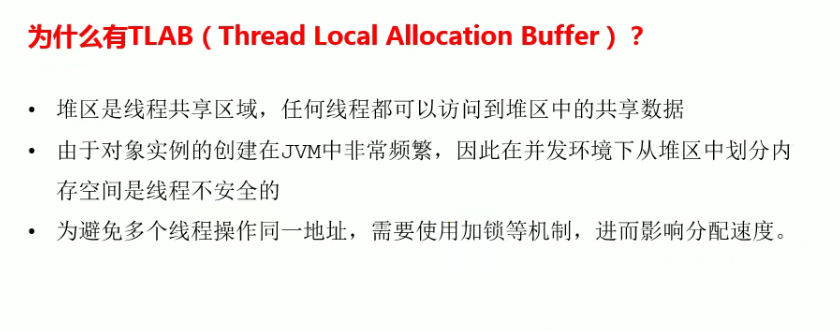 为什么有TLAB（Thread Local Allocation Buffer）？
• 堆区是线程共享区域，任何线程都可以访问到堆区中的共享数据
• 由于对象实例的创建在JVM中非常频繁，因此在并发环境下从堆区中划分内
存空间是线程不安全的
• 为避免多个线程操作同一地址，需要使用加锁等机制，进而影响分配速度。